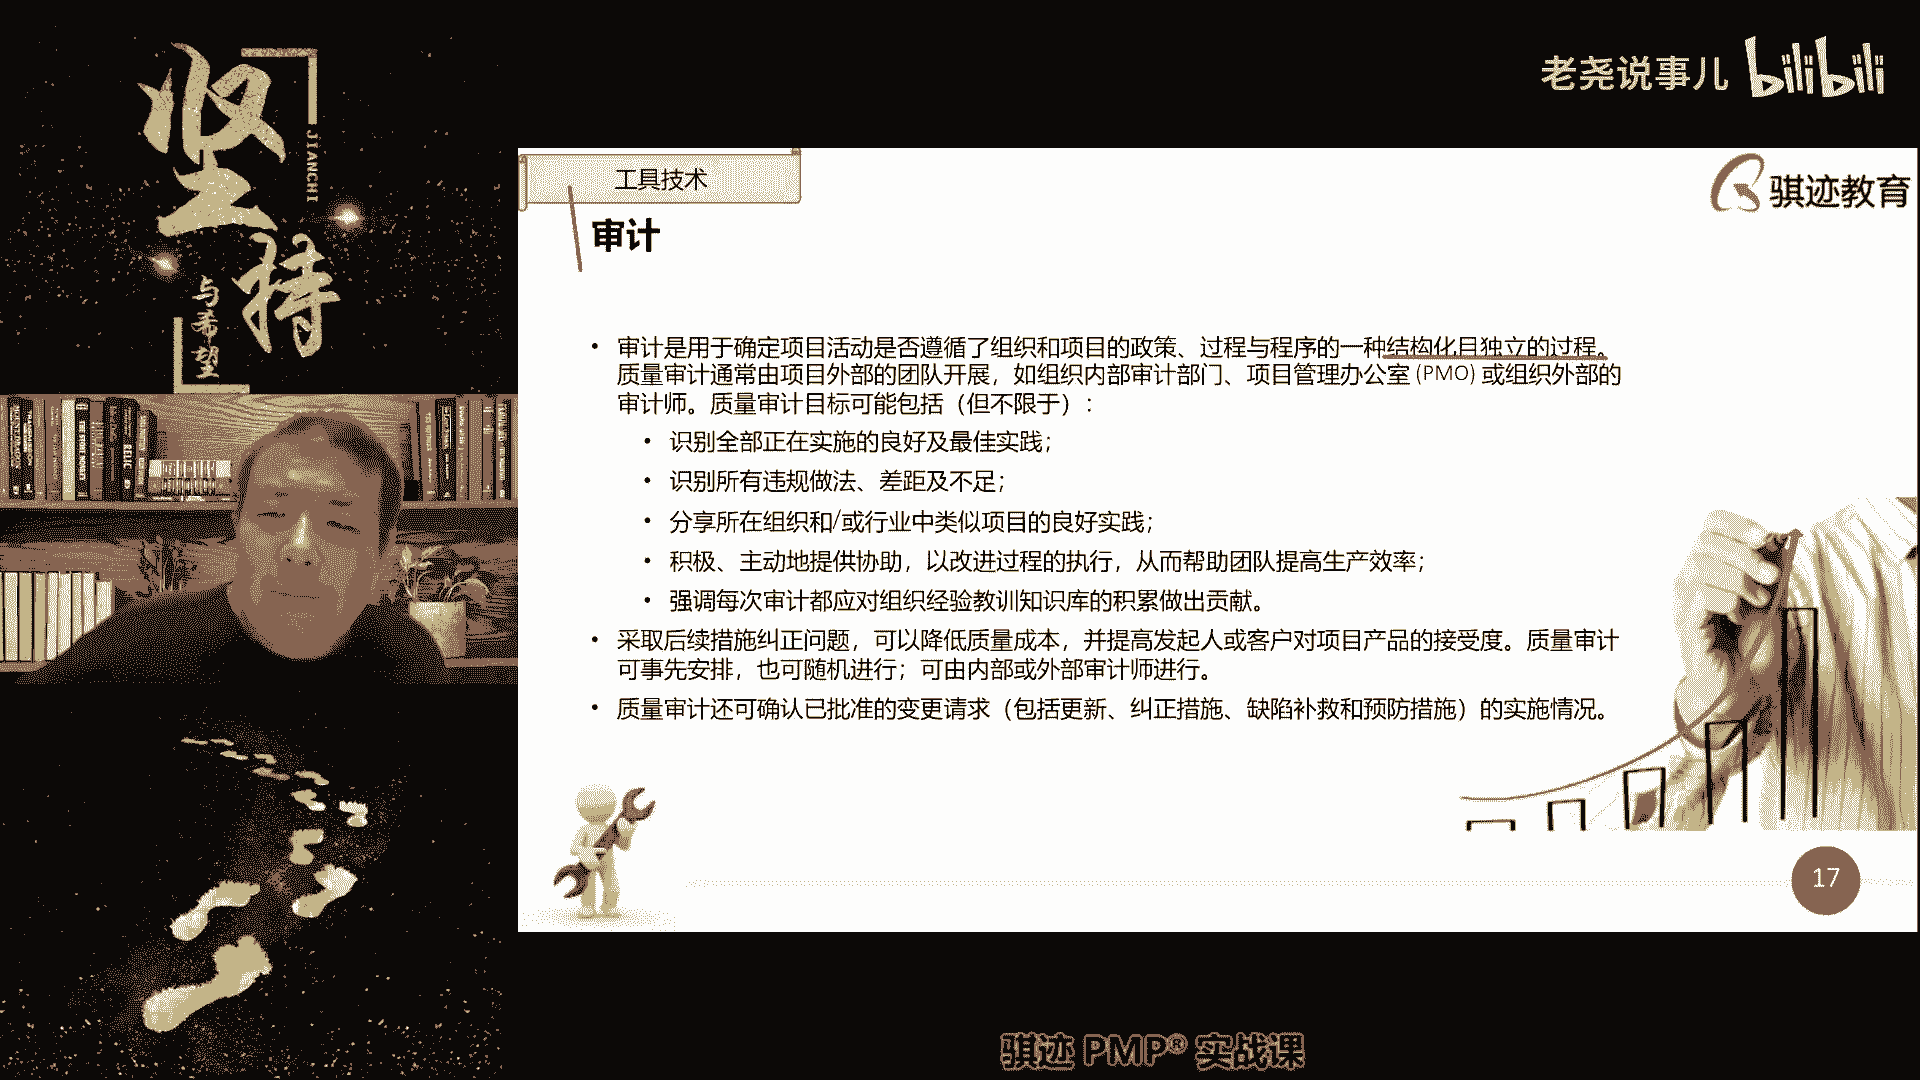 坚持
JIANCHI
与希望
老尧说事儿 bilibili
工具技术
骐迹教育
审计
• 审计是用于确定项目活动是否遵循了组织和项目的政策、过程与程序的一种结构化且独立的过程。
质量审计通常由项目外部的团队开展，如组织内部审计部门、项目管理办公室 (PMO) 或组织外部的
审计师。质量审计目标可能包括（但不限于）：
• 识别全部正在实施的良好及最佳实践；
• 识别所有违规做法、差距及不足；
• 分享所在组织和/或行业中类似项目的良好实践；
• 积极、主动地提供协助，以改进过程的执行，从而帮助团队提高生产效率；
• 强调每次审计都应对组织经验教训知识库的积累做出贡献。
• 采取后续措施纠正问题，可以降低质量成本，并提高发起人或客户对项目产品的接受度。质量审计
可事先安排，也可随机进行；可由内部或外部审计师进行。
• 质量审计还可确认已批准的变更请求（包括更新、纠正措施、缺陷补救和预防措施）的实施情况。
17
骐迹 PMP® 实战课